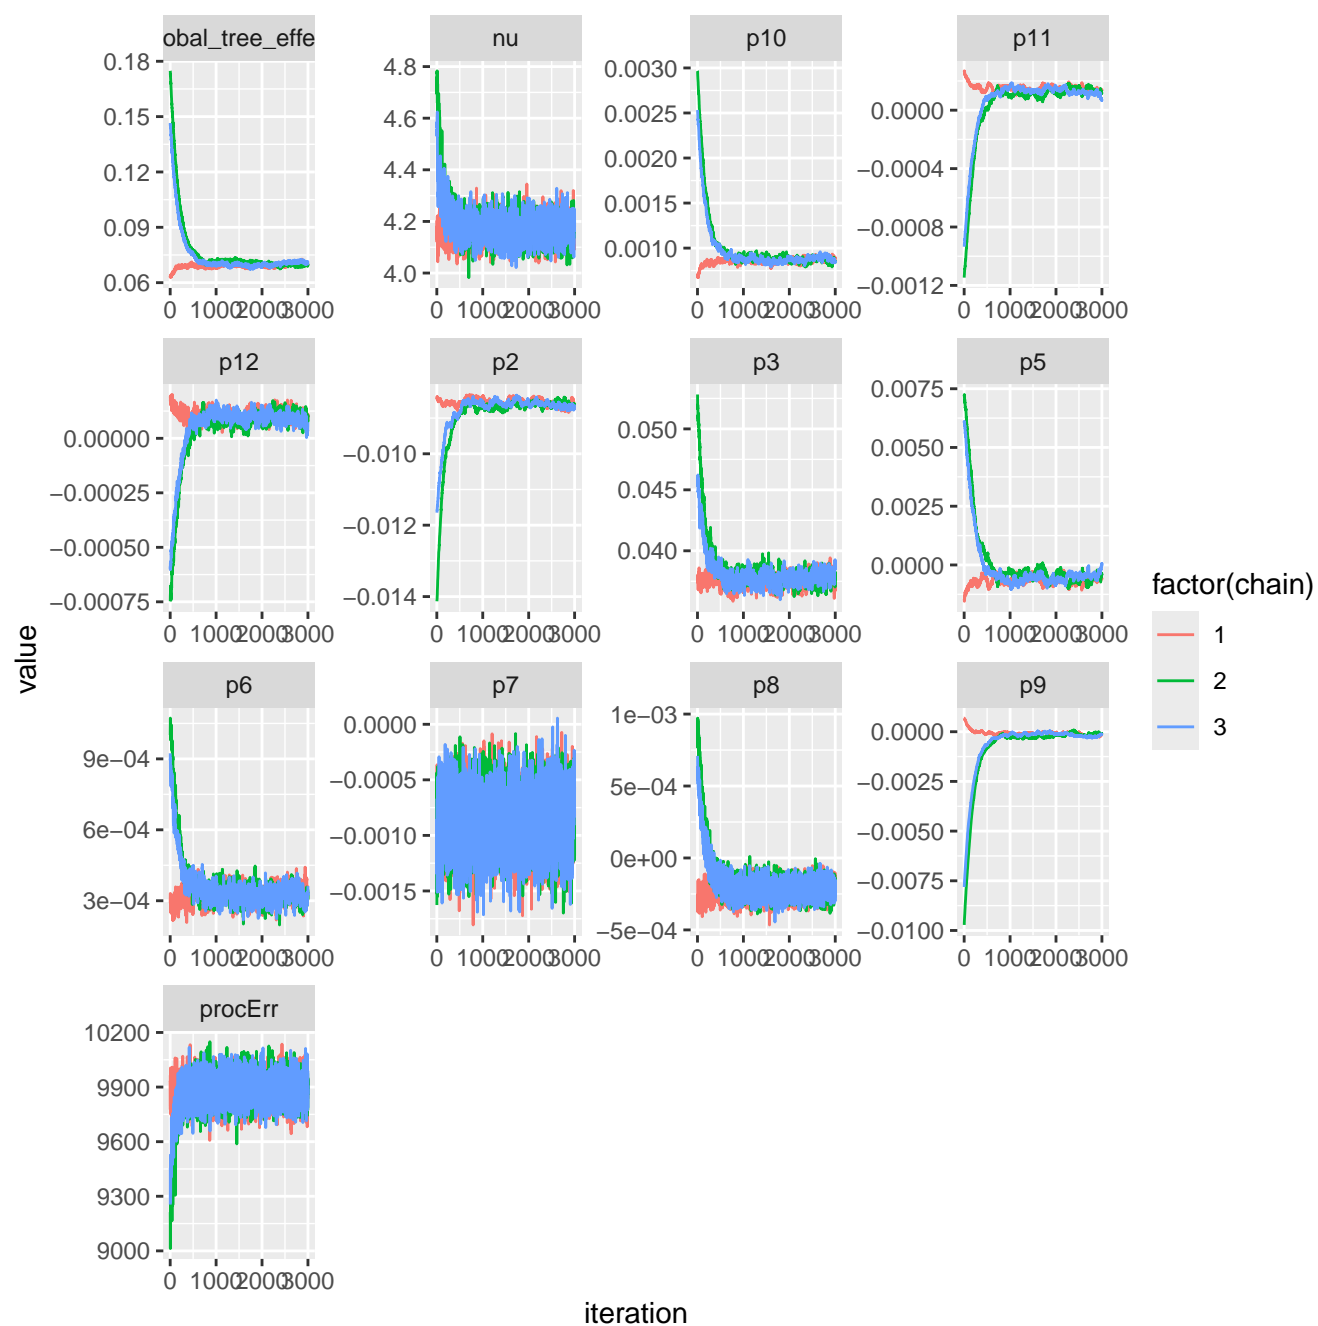 obal_tree_effe
nu
p10
p11
0.18
0.15
0.12
0.09
0.06
4.8
4.6
4.4
4.2
4.0
0.0030
0.0025
0.0020
0.0015
0.0010
0.0000
−0.0004
−0.0008
−0.0012
0 1000 2000 3000
0 1000 2000 3000
0 1000 2000 3000
0 1000 2000 3000
p12
p2
p3
p5
0.00000
−0.00025
−0.00050
−0.00075
−0.010
−0.012
−0.014
0.050
0.045
0.040
0.0075
0.0050
0.0025
0.0000
0 1000 2000 3000
0 1000 2000 3000
0 1000 2000 3000
0 1000 2000 3000
p6
p7
p8
p9
9e−04
6e−04
3e−04
0.0000
−0.0005
−0.0010
−0.0015
1e−03
5e−04
0e+00
−5e−04
0.0000
−0.0025
−0.0050
−0.0075
−0.0100
0 1000 2000 3000
0 1000 2000 3000
0 1000 2000 3000
0 1000 2000 3000
procErr
10200
9900
9600
9300
9000
0 1000 2000 3000
value
iteration
factor(chain)
1
2
3